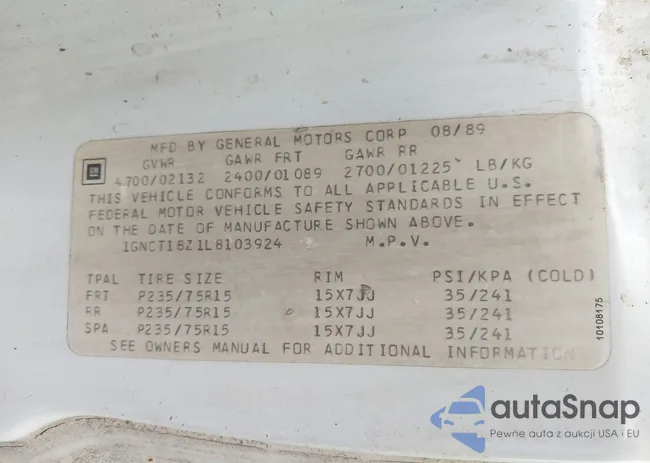 MFD BY GENERAL MOTORS CORP 08/89
GVWR GAWR FRT GAWR RR
4700/02132 2400/01089 2700/01225 LB/KG
THIS VEHICLE CONFORMS TO ALL APPLICABLE U.S.
FEDERAL MOTOR VEHICLE SAFETY STANDARDS IN EFFECT
ON THE DATE OF MANUFACTURE SHOWN ABOVE.
1GNCT18Z1L8103924 M.P.V.
TPAL TIRE SIZE RIM PSI/KPA (COLD)
FRT P235/75R15 15X7JJ 35/241
RR P235/75R15 15X7JJ 35/241
SPA P235/75R15 15X7JJ 35/241
SEE OWNERS MANUAL FOR ADDITIONAL INFORMATION
10108175
GM
autaSnap
Pewne auta z aukcji USA i EU